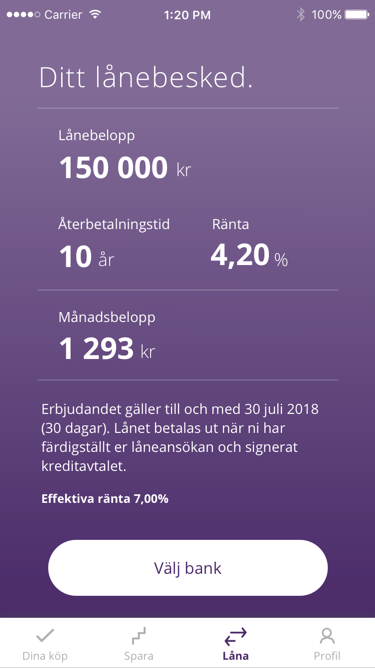 Carrier 1:20 PM 100%
Ditt lånebesked.
Lånebelopp
150 000 kr
Återbetalningstid Ränta
10 år 4,20 %
Månadsbelopp
1 293 kr
Erbjudandet gäller till och med 30 juli 2018
(30 dagar). Lånet betalas ut när ni har
färdigställt er låneansökan och signerat
kreditavtalet.
Effektiva ränta 7,00%
Välj bank
Dina köp Spara Låna Profil